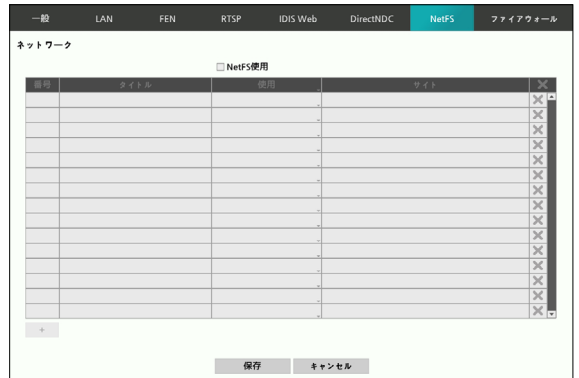 一般 LAN FEN RTSP IDIS Web DirectNDC NetFS ファイアウォール
ネットワーク
NetFS使用
番号 タイトル 使用 サイト
+
保存 キャンセル